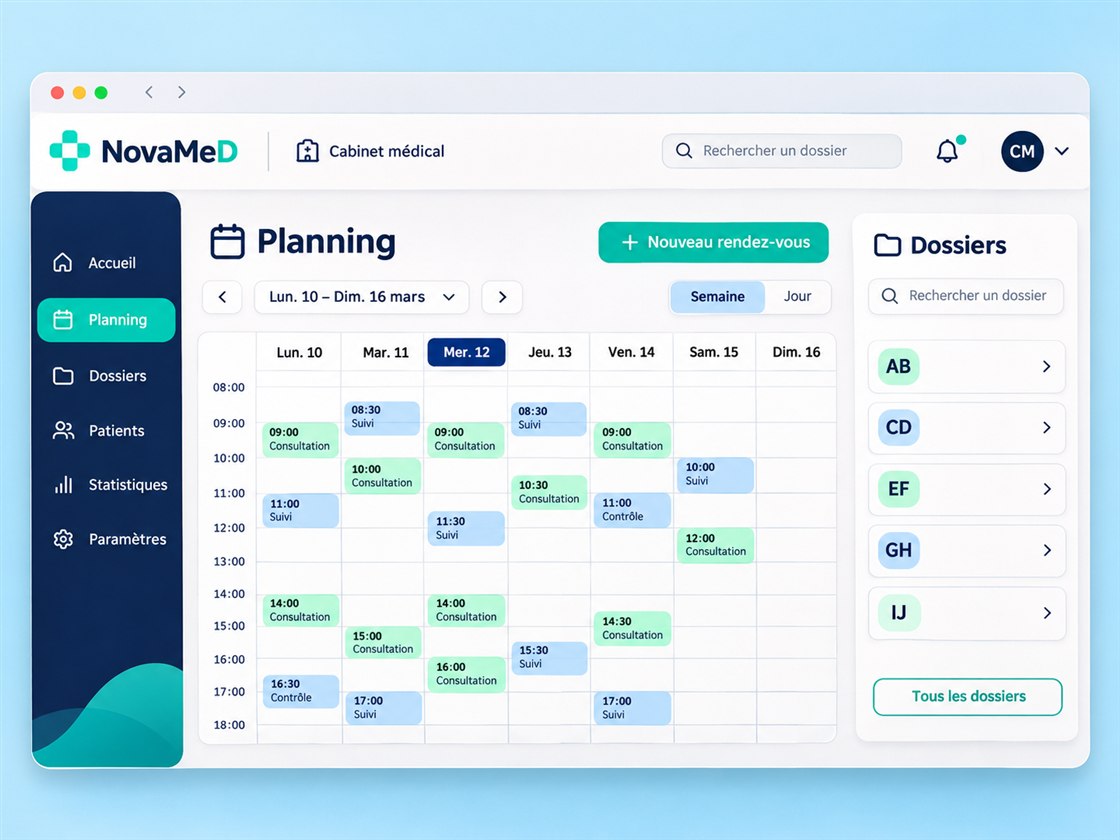 NovaMeD
Cabinet médical
Rechercher un dossier
CM
Accueil
Planning
Dossiers
Patients
Statistiques
Paramètres
Planning
+ Nouveau rendez-vous
Lun. 10 – Dim. 16 mars
Semaine
Jour
Lun. 10
Mar. 11
Mer. 12
Jeu. 13
Ven. 14
Sam. 15
Dim. 16
08:00
09:00
10:00
11:00
12:00
13:00
14:00
15:00
16:00
17:00
18:00
09:00
Consultation
11:00
Suivi
14:00
Consultation
16:30
Contrôle
08:30
Suivi
10:00
Consultation
15:00
Consultation
17:00
Suivi
09:00
Consultation
11:30
Suivi
14:00
Consultation
16:00
Consultation
08:30
Suivi
10:30
Consultation
15:30
Suivi
09:00
Consultation
11:00
Contrôle
14:30
Consultation
17:00
Suivi
10:00
Suivi
12:00
Consultation
Dossiers
Rechercher un dossier
AB
CD
EF
GH
IJ
Tous les dossiers